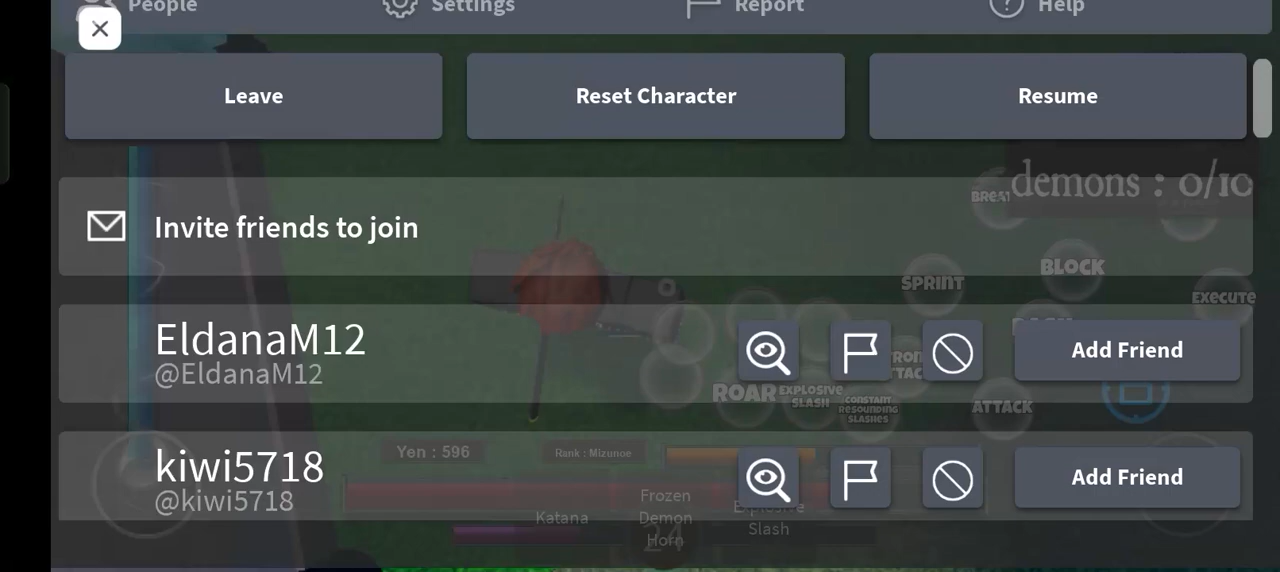 People
Settings
Report
Help
Leave
Reset Character
Resume
demons : 0/10
Invite friends to join
SPRINT
BLOCK
EXECUTE
EldanaM12
@EldanaM12
Add Friend
ROAR
EXPLOSIVE
SLASH
CONSTANT
RESOUNDING
SLASHES
ATTACK
Yen : 596
Rank : Mizunoe
kiwi5718
@kiwi5718
Add Friend
Katana
Frozen
Demon
Horn
Explosive
Slash
24